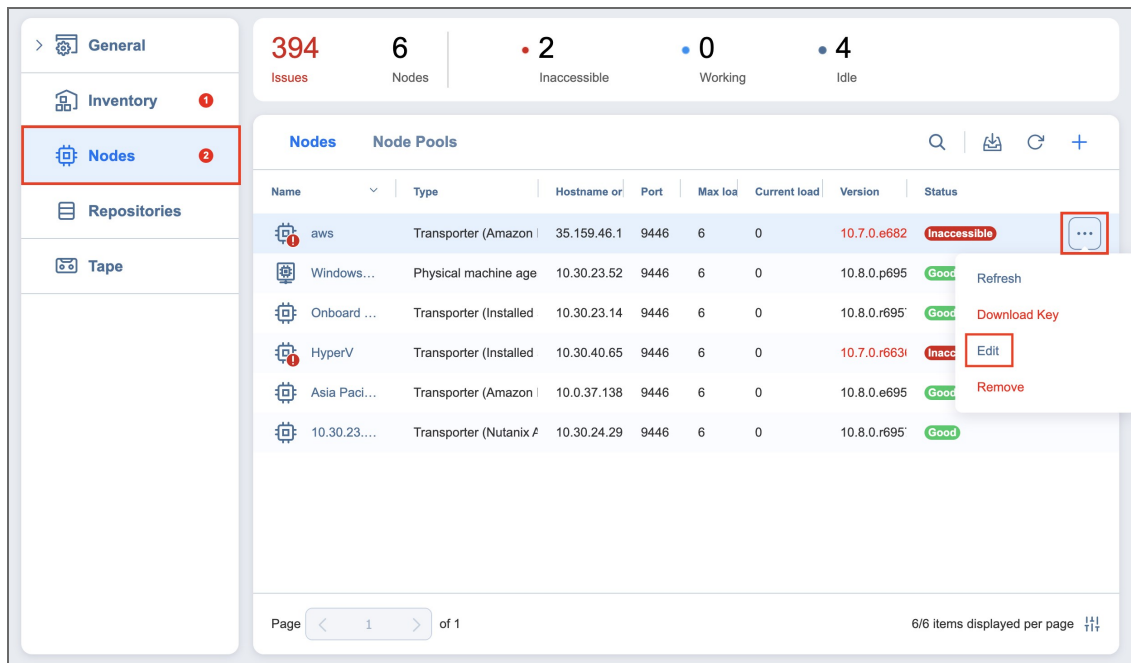 General
Inventory 1
Nodes 2
Repositories
Tape
394 6 2 0 4
Issues Nodes Inaccessible Working Idle
Nodes Node Pools
Name Type Hostname or Port Max loa Current load Version Status
aws Transporter (Amazon 35.159.46.1 9446 6 0 10.7.0.e682 Inaccessible ...
Windows... Physical machine age 10.30.23.52 9446 6 0 10.8.0.p695 Good
Onboard ... Transporter (Installed 10.30.23.14 9446 6 0 10.8.0.r695 Good
HyperV Transporter (Installed 10.30.40.65 9446 6 0 10.7.0.r663 Inacc
Asia Paci... Transporter (Amazon 10.0.37.138 9446 6 0 10.8.0.e695 Good
10.30.23.... Transporter (Nutanix 10.30.24.29 9446 6 0 10.8.0.r695 Good
Refresh
Download Key
Edit
Remove
Page 1 of 1
6/6 items displayed per page